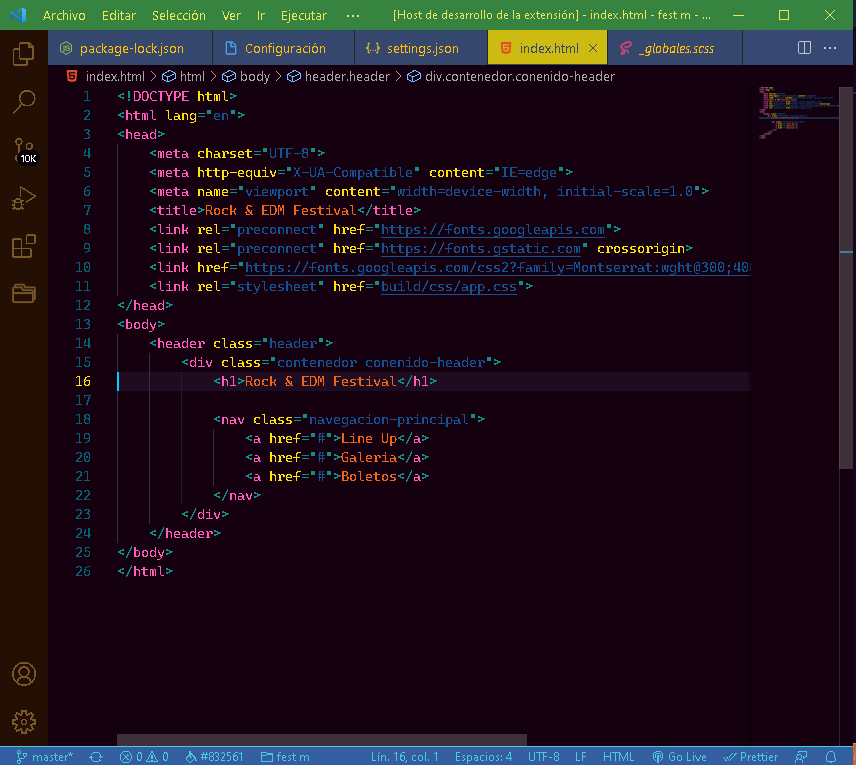 Archivo Editar Selección Ver Ir Ejecutar ··· [Host de desarrollo de la extensión] - index.html - fest m - ...
package-lock.json Configuración {..} settings.json index.html _globales.scss ···
index.html > html > body > header.header > div.contenedor.conenido-header
1 <!DOCTYPE html>
2 <html lang="en">
3 <head>
4 <meta charset="UTF-8">
5 <meta http-equiv="X-UA-Compatible" content="IE=edge">
6 <meta name="viewport" content="width=device-width, initial-scale=1.0">
7 <title>Rock & EDM Festival</title>
8 <link rel="preconnect" href="https://fonts.googleapis.com">
9 <link rel="preconnect" href="https://fonts.gstatic.com" crossorigin>
10 <link href="https://fonts.googleapis.com/css2?family=Montserrat:wght@300;40
11 <link rel="stylesheet" href="build/css/app.css">
12 </head>
13 <body>
14 <header class="header">
15 <div class="contenedor conenido-header">
16 <h1>Rock & EDM Festival</h1>
17
18 <nav class="navegacion-principal">
19 <a href="#">Line Up</a>
20 <a href="#">Galeria</a>
21 <a href="#">Boletos</a>
22 </nav>
23 </div>
24 </header>
25 </body>
26 </html>
10K
master* 0 0 #832561 fest m Lín. 16, col. 1 Espacios: 4 UTF-8 LF HTML Go Live Prettier